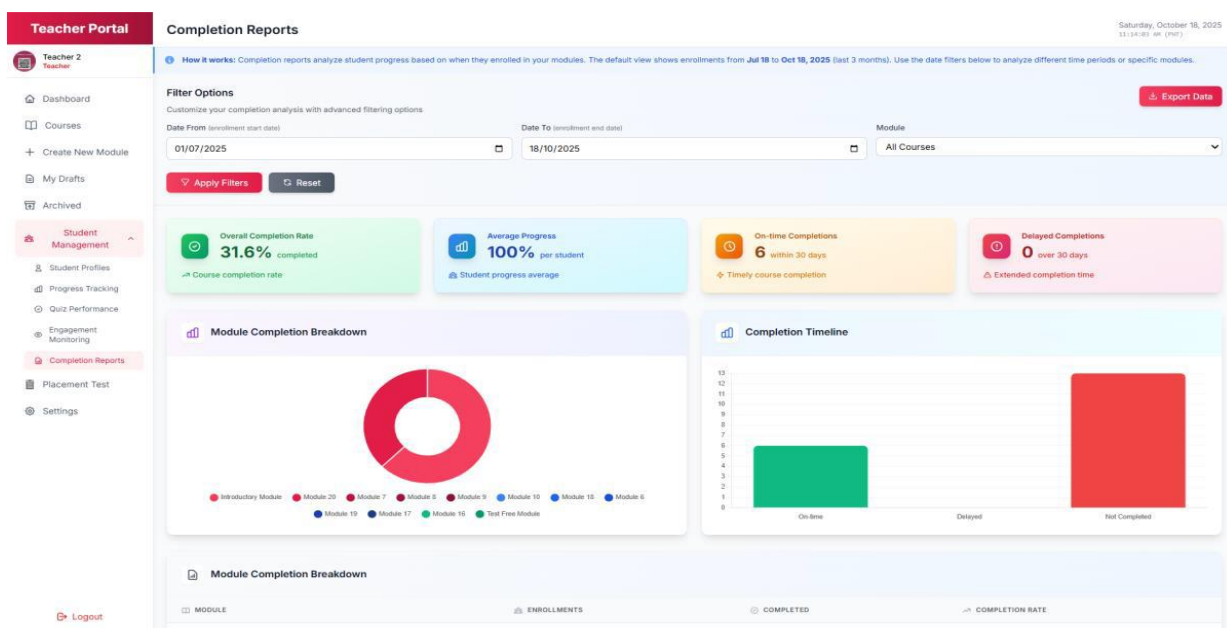 Teacher Portal
Teacher 2
Teacher
Dashboard
Courses
Create New Module
My Drafts
Archived
Student
Management
Student Profiles
Progress Tracking
Quiz Performance
Engagement
Monitoring
Completion Reports
Placement Test
Settings
Logout
Completion Reports
Saturday, October 18, 2025
11:14:03 AM (PHT)
How it works: Completion reports analyze student progress based on when they enrolled in your modules. The default view shows enrollments from Jul 18 to Oct 18, 2025 (last 3 months). Use the date filters below to analyze different time periods or specific modules.
Filter Options
Customize your completion analysis with advanced filtering options
Export Data
Date From (enrollment start date)
Date To (enrollment end date)
Module
01/07/2025
18/10/2025
All Courses
Apply Filters
Reset
Overall Completion Rate
31.6% completed
Course completion rate
Average Progress
100% per student
Student progress average
On-time Completions
6 within 30 days
Timely course completion
Delayed Completions
0 over 30 days
Extended completion time
Module Completion Breakdown
Introductory Module Module 20 Module 7 Module 8 Module 9 Module 10 Module 18 Module 6
Module 19 Module 17 Module 16 Test Free Module
Completion Timeline
13
12
11
10
9
8
7
6
5
4
3
2
1
0
On-time Delayed Not Completed
Module Completion Breakdown
MODULE ENROLLMENTS COMPLETED COMPLETION RATE